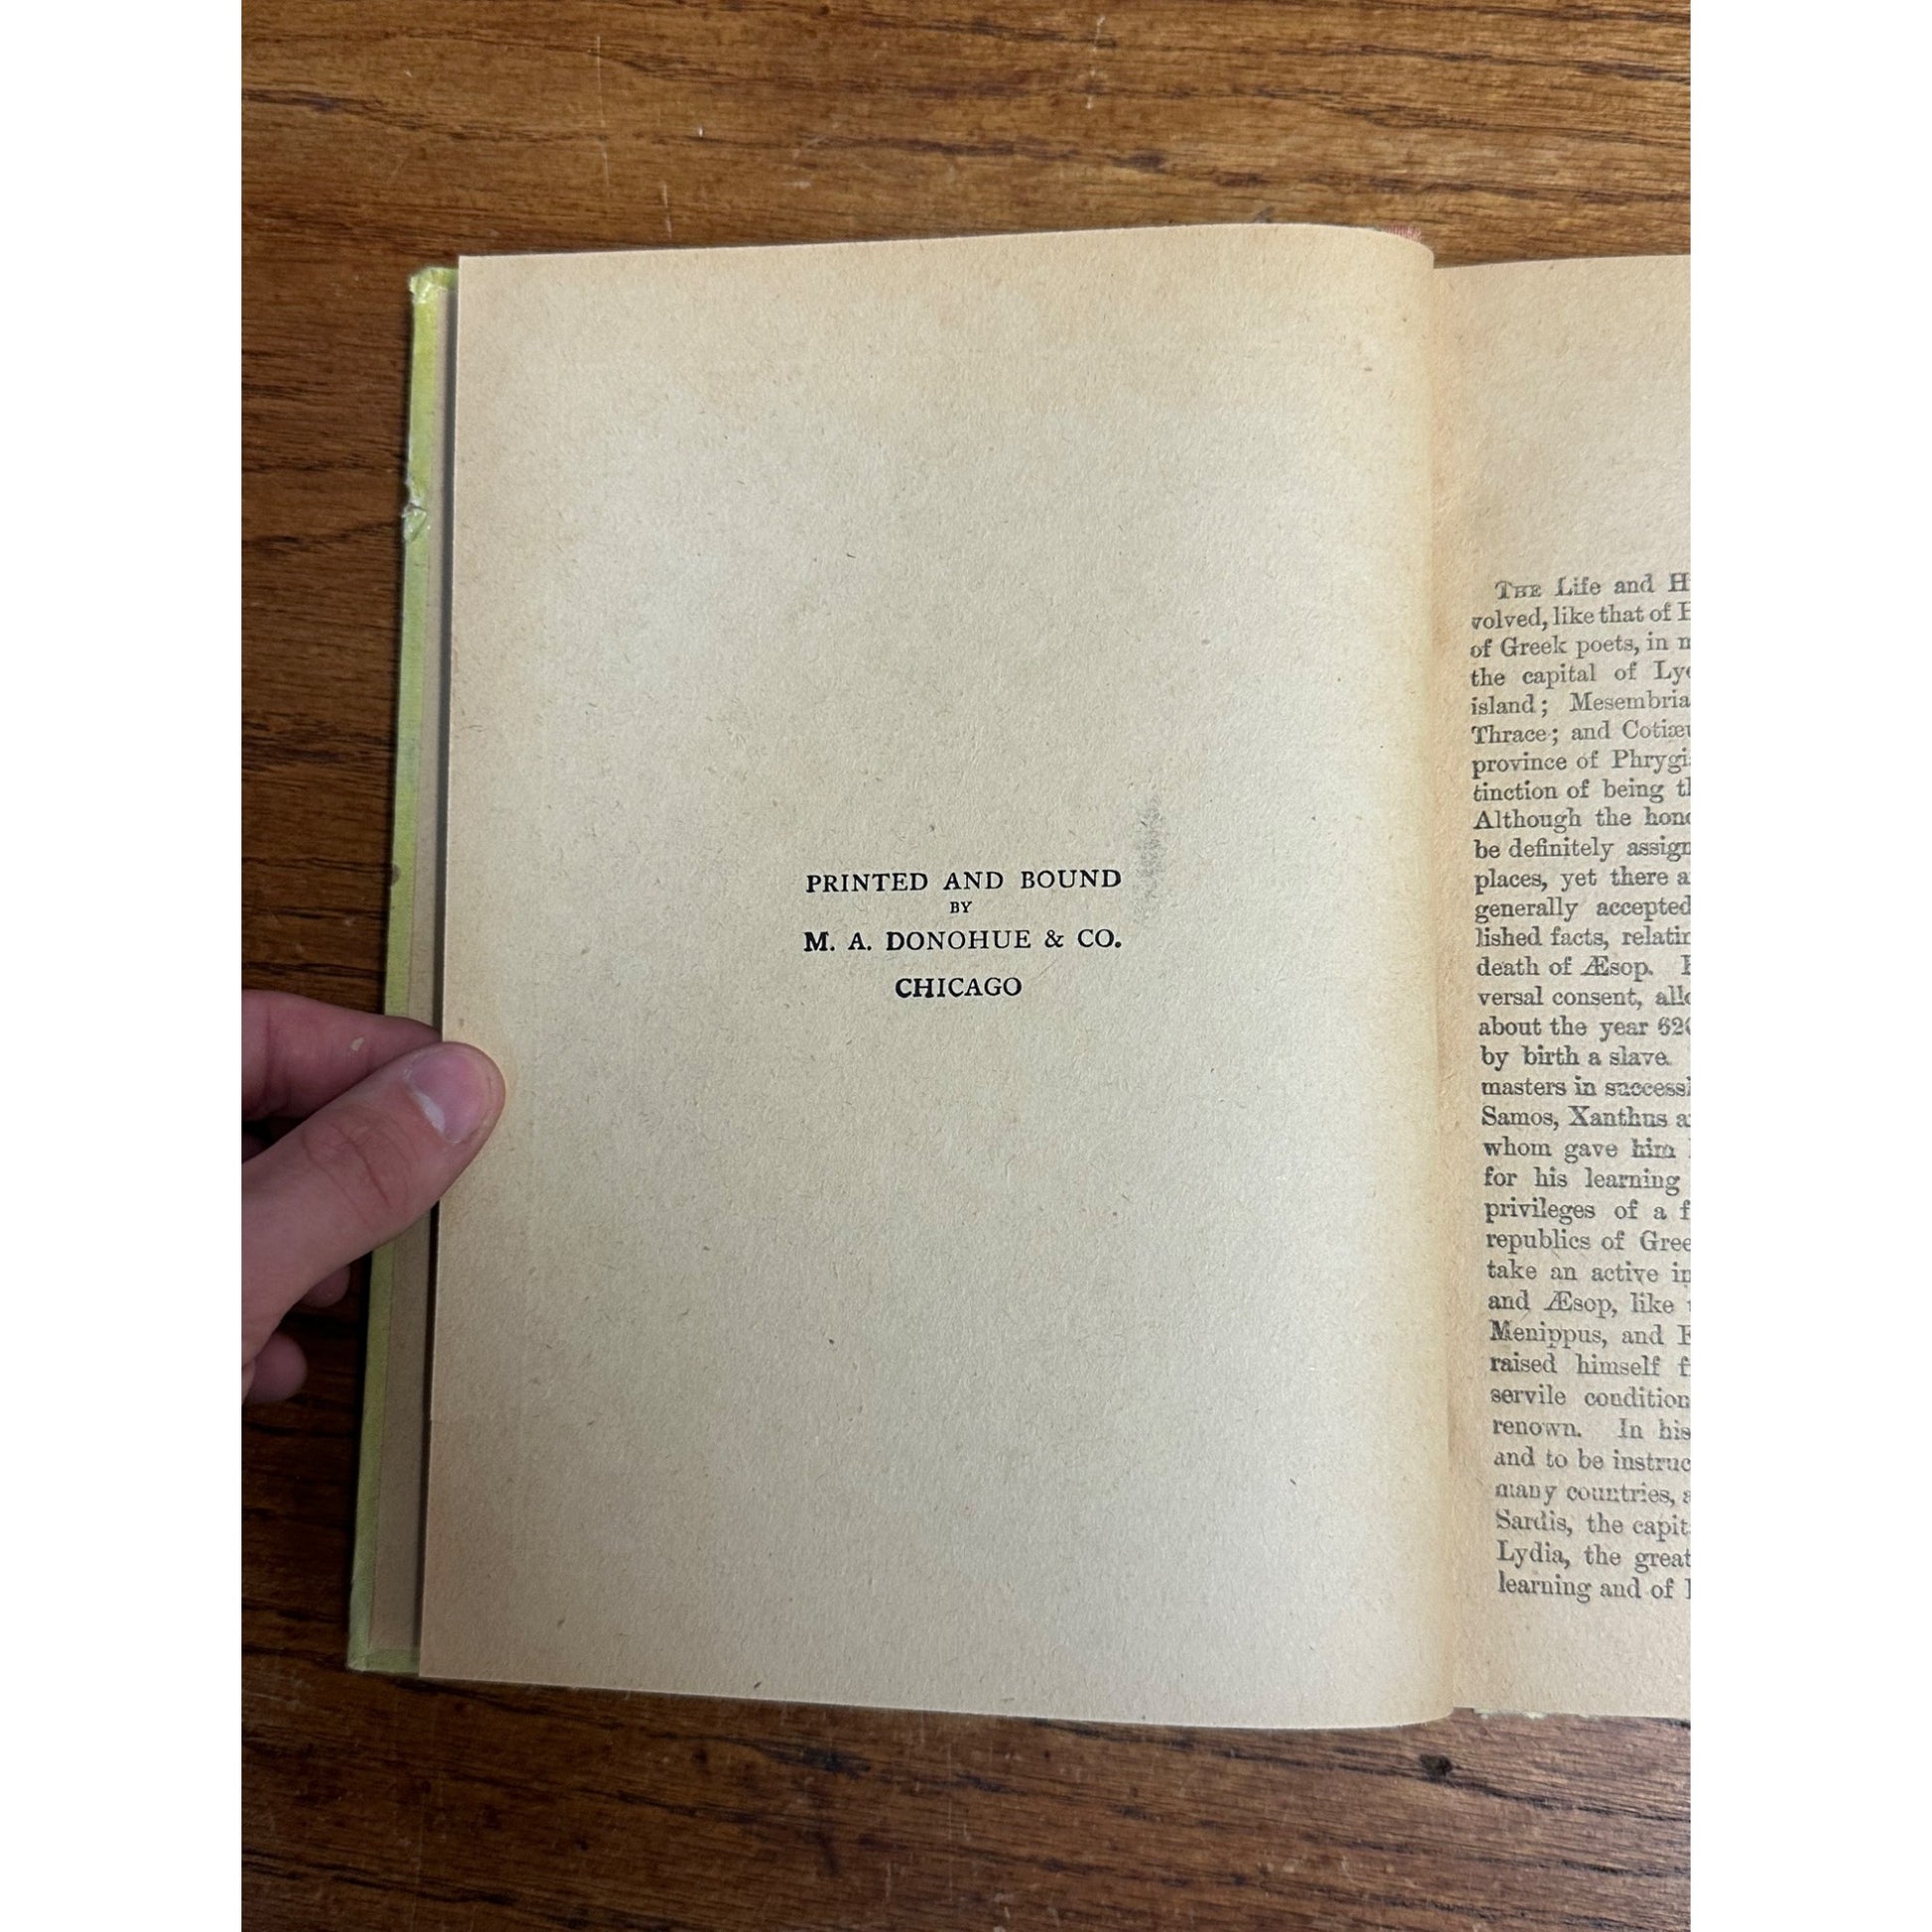 PRINTED AND BOUND
BY
M. A. DONOHUE & CO.
CHICAGO
THE Life and H
volved, like that of
of Greek poets, in
the capital of
island; Mesembria
Thrace; and
province of
tinction of being
Although the
be definitely
places, yet there
generally accepted
lished facts,
death of Æsop.
versal consent,
about the year
by birth a slave.
masters in
Samos, Xanthus
whom gave him
for his learning
privileges of a
republics of
take an active
and Æsop, like
Menippus, and
raised himself
servile condition
renown. In his
and to be
many countries,
Sardis, the
Lydia, the great
learning and of